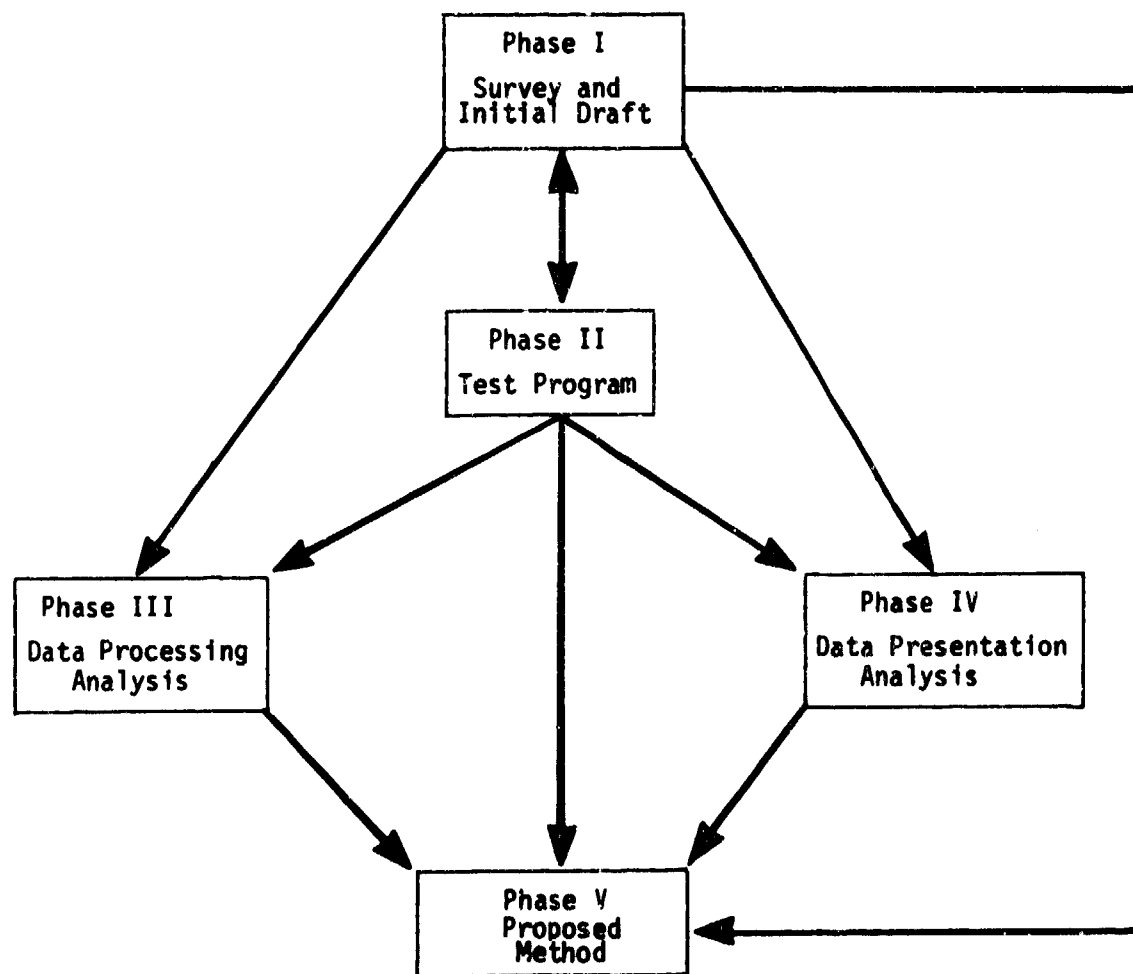 Phase I
Survey and
Initial Draft
Phase II
Test Program
Phase III
Data Processing
Analysis
Phase IV
Data Presentation
Analysis
Phase V
Proposed
Method